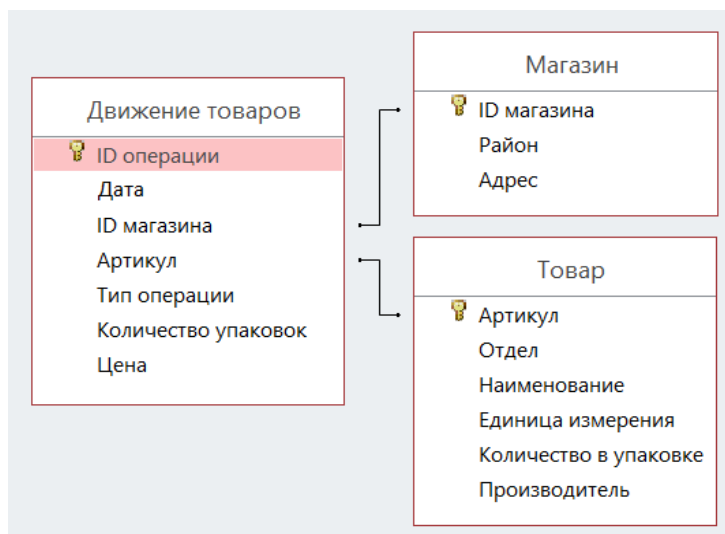 Движение товаров
ID операции
Дата
ID магазина
Артикул
Тип операции
Количество упаковок
Цена
Магазин
ID магазина
Район
Адрес
Товар
Артикул
Отдел
Наименование
Единица измерения
Количество в упаковке
Производитель